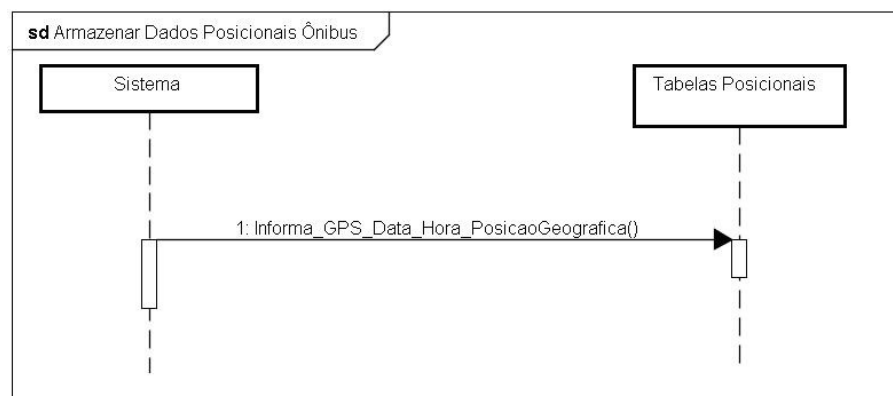 sd Armazenar Dados Posicionais Ônibus
Sistema
Tabelas Posicionais
1: Informa_GPS_Data_Hora_PosicaoGeografica()